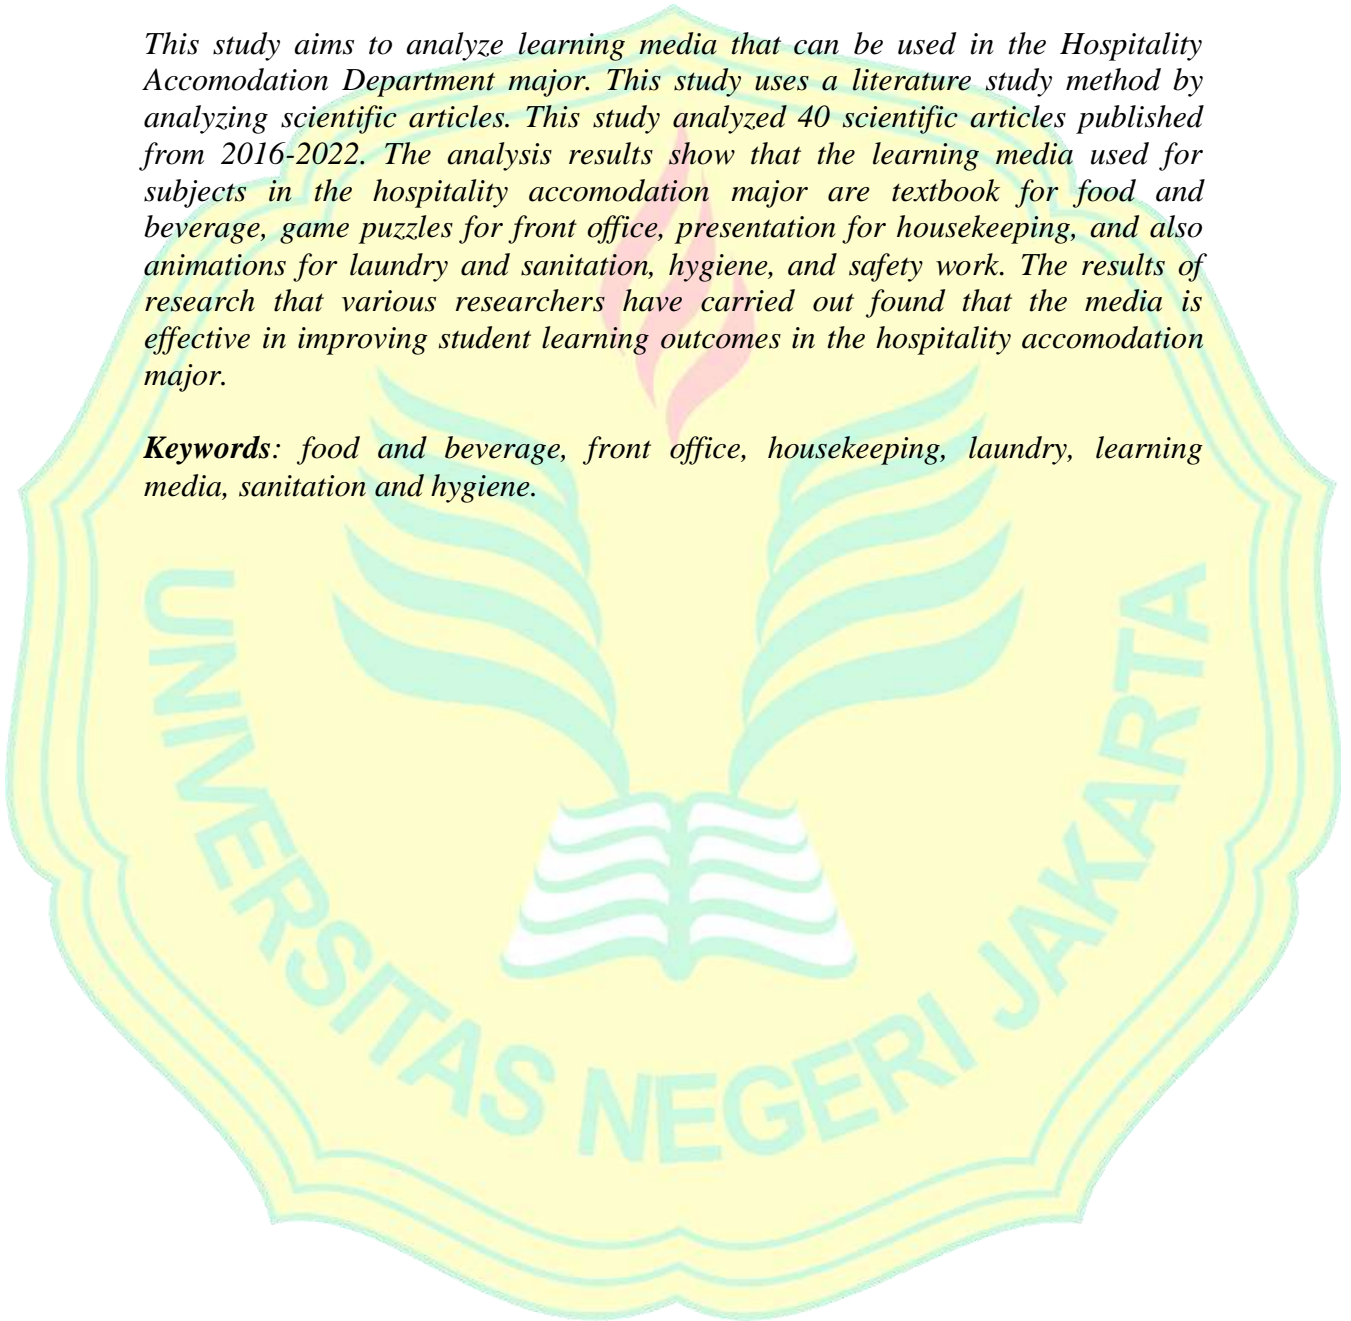 This study aims to analyze learning media that can be used in the Hospitality
Accomodation Department major. This study uses a literature study method by
analyzing scientific articles. This study analyzed 40 scientific articles published
from 2016-2022. The analysis results show that the learning media used for
subjects in the hospitality accomodation major are textbook for food and
beverage, game puzzles for front office, presentation for housekeeping, and also
animations for laundry and sanitation, hygiene, and safety work. The results of
research that various researchers have carried out found that the media is
effective in improving student learning outcomes in the hospitality accomodation
major.
Keywords: food and beverage, front office, housekeeping, laundry, learning
media, sanitation and hygiene.
UNIVERSITAS NEGERI JAKARTA